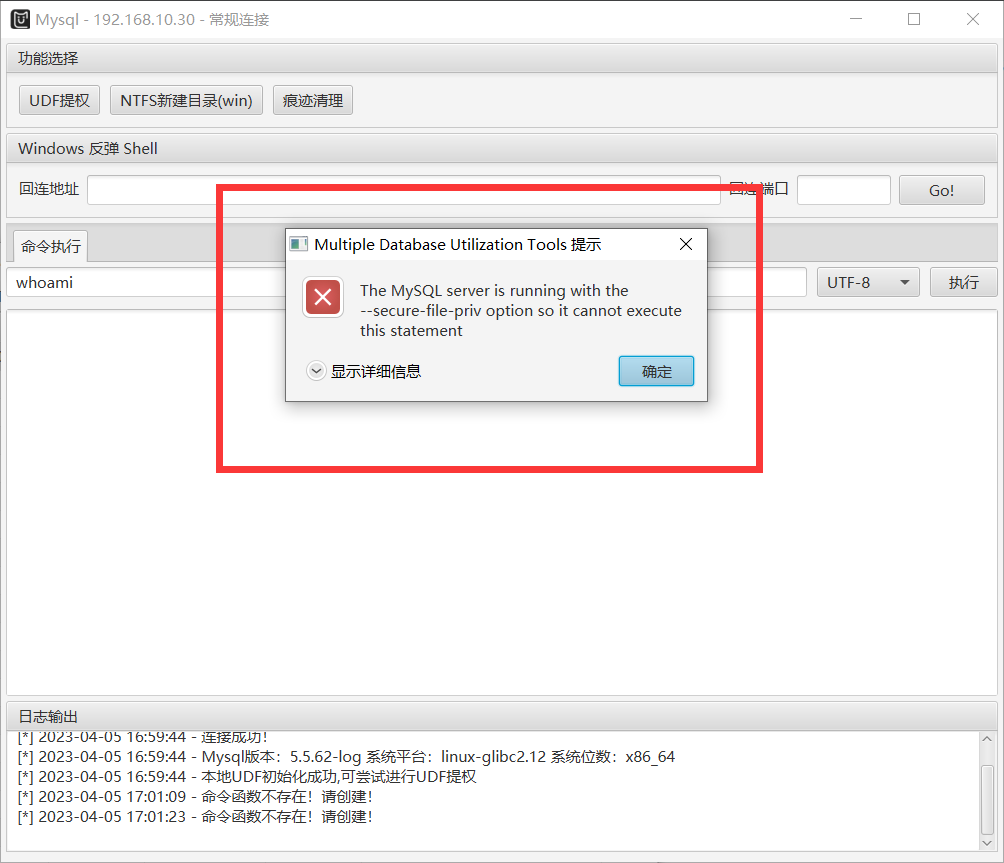 Mysql - 192.168.10.30 - 常规连接
功能选择
UDF提权 NTFS新建目录(win) 痕迹清理
Windows 反弹 Shell
回连地址 回连端口 Go!
命令执行
whoami UTF-8 执行
Multiple Database Utilization Tools 提示
The MySQL server is running with the
--secure-file-priv option so it cannot execute
this statement
显示详细信息 确定
日志输出
[*] 2023-04-05 16:59:44 - 连接成功！
[*] 2023-04-05 16:59:44 - Mysql版本：5.5.62-log 系统平台：linux-glibc2.12 系统位数：x86_64
[*] 2023-04-05 16:59:44 - 本地UDF初始化成功,可尝试进行UDF提权
[*] 2023-04-05 17:01:09 - 命令函数不存在！请创建！
[*] 2023-04-05 17:01:23 - 命令函数不存在！请创建！